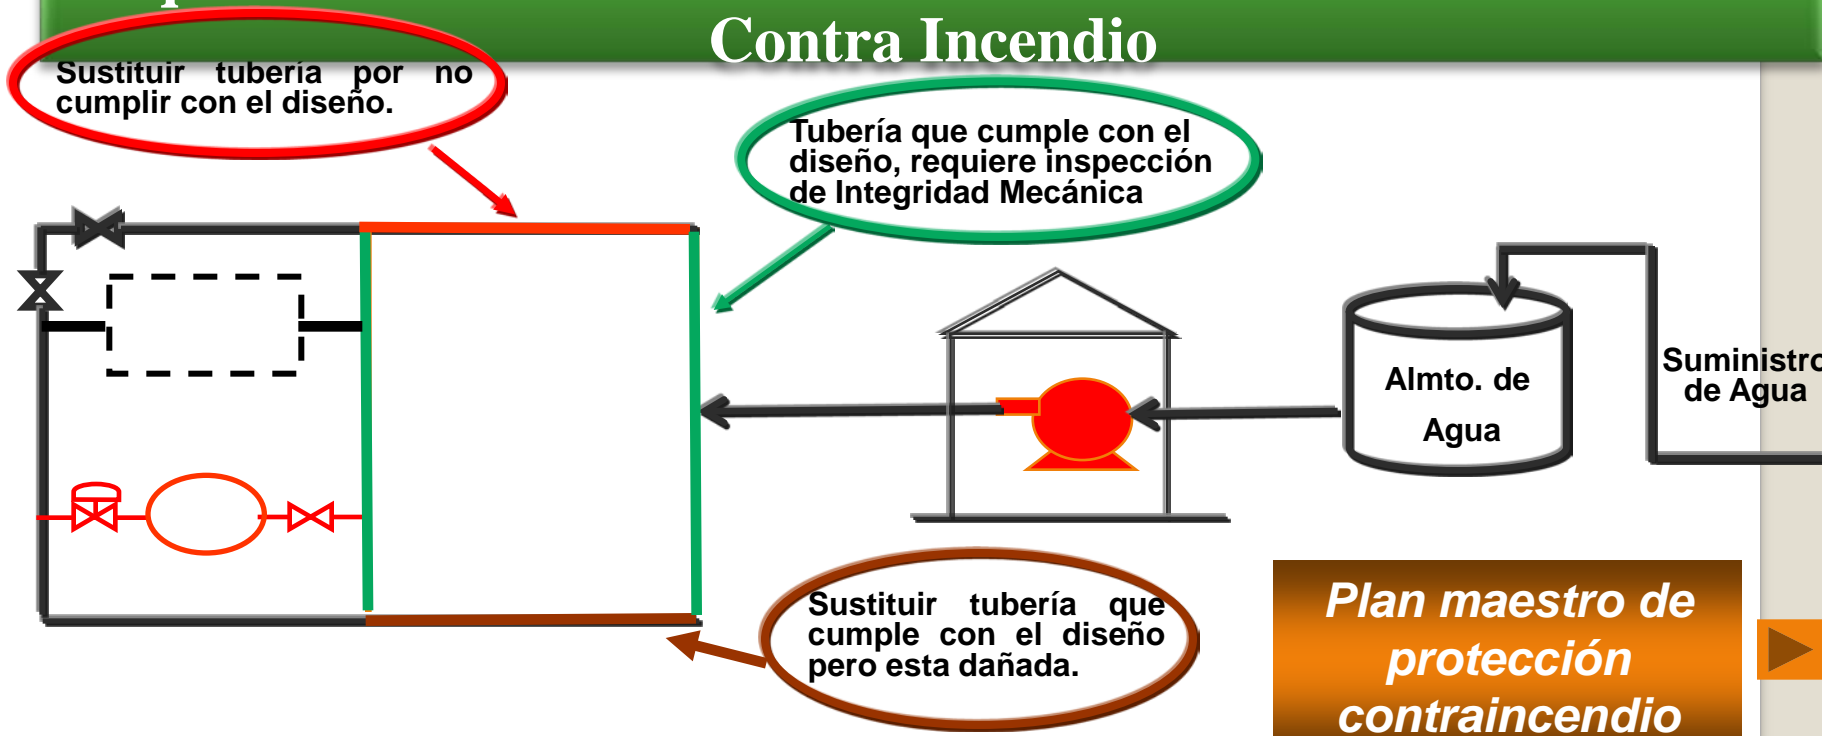 Contra Incendio
Sustituir tubería por no
cumplir con el diseño.
Tubería que cumple con el
diseño, requiere inspección
de Integridad Mecánica
Almto. de
Agua
Suministro
de Agua
Sustituir tubería que
cumple con el diseño
pero esta dañada.
Plan maestro de
protección
contraincendio